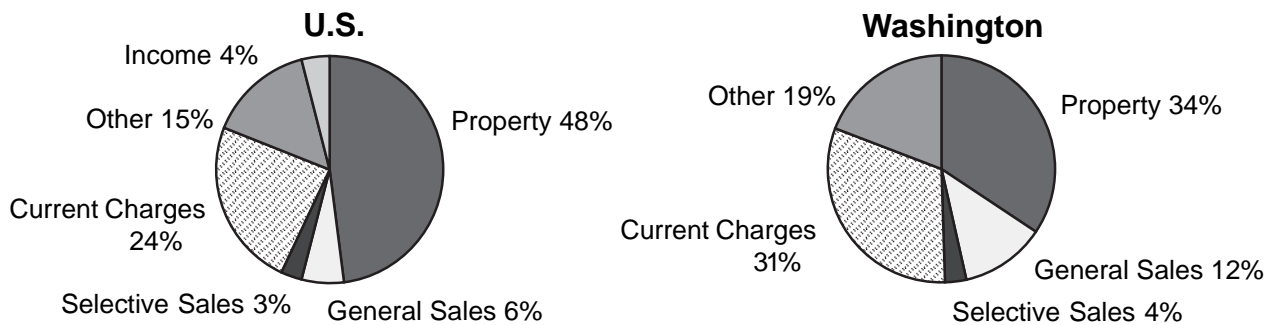 U.S.
Income 4%
Other 15%
Property 48%
Current Charges
24%
Selective Sales 3%
General Sales 6%
Washington
Other 19%
Property 34%
Current Charges
31%
General Sales 12%
Selective Sales 4%